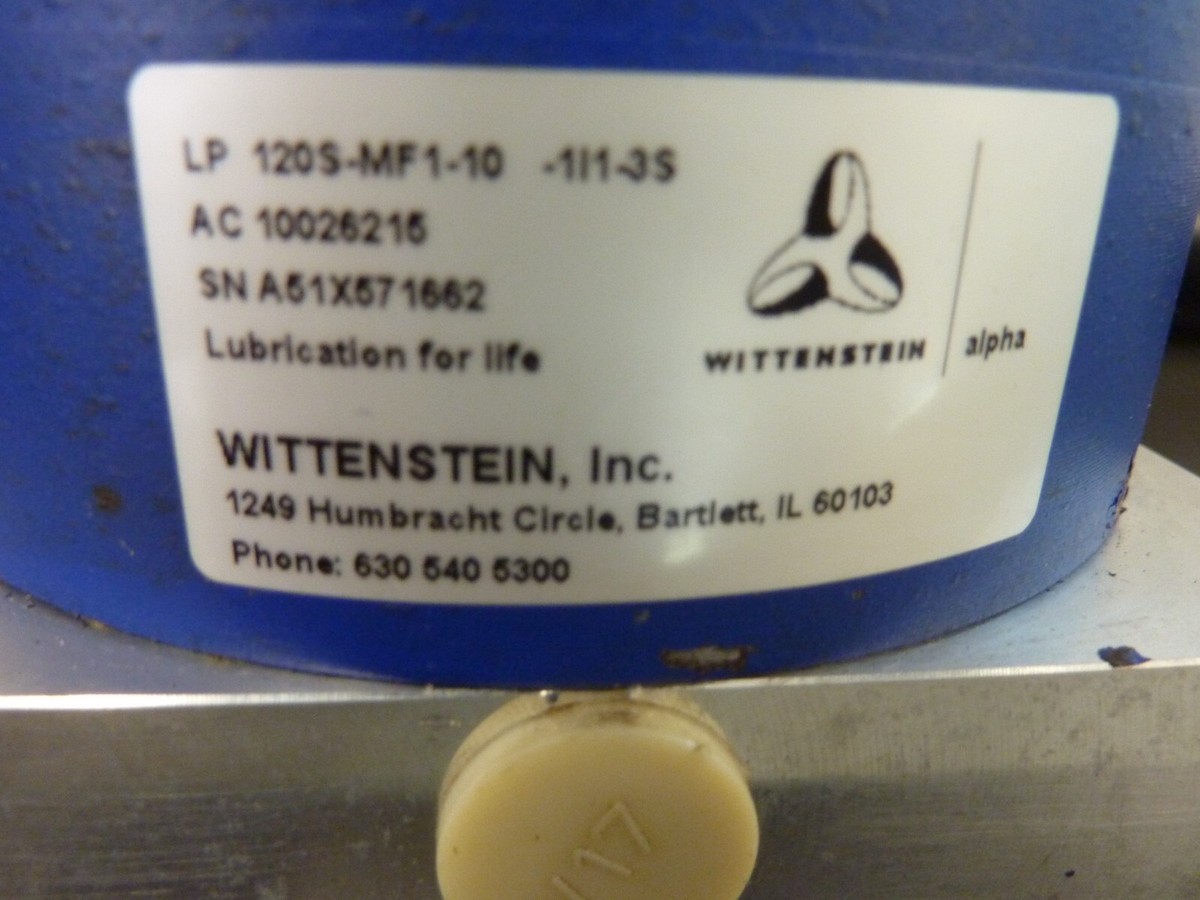 LP 120S-MF1-10 -1I1-3S
AC 10026215
SN A51X571662
Lubrication for life
WITTENSTEIN
alpha
WITTENSTEIN, Inc.
1249 Humbracht Circle, Bartlett, IL 60103
Phone: 630 540 5300